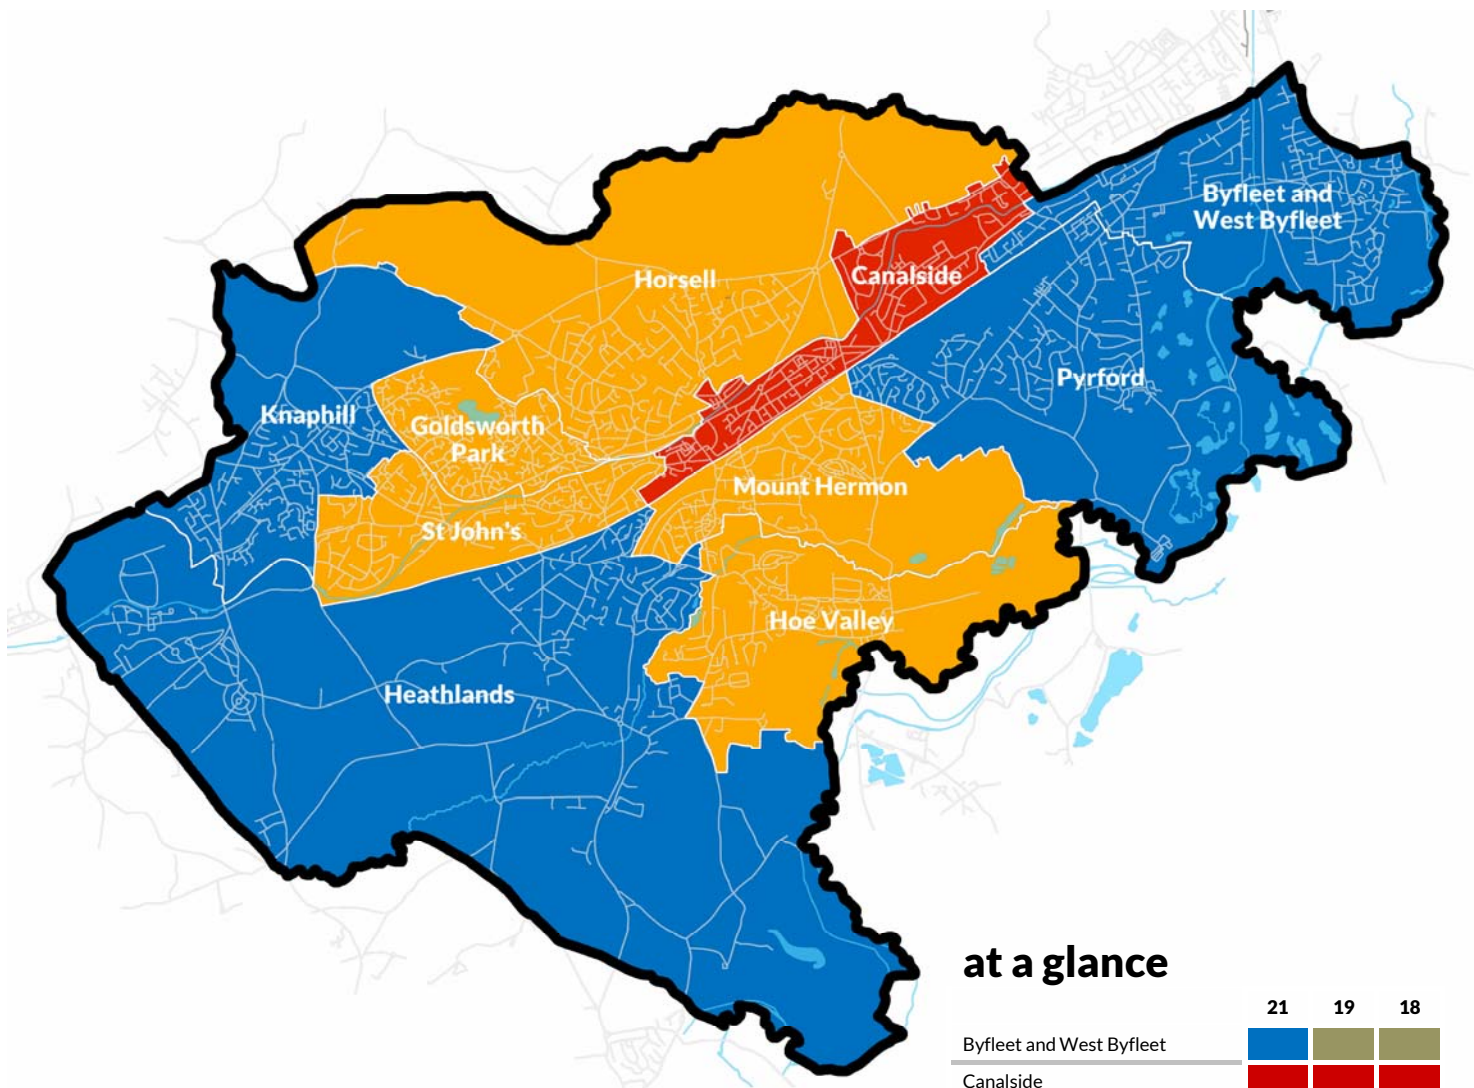 Byfleet and
West Byfleet
Horsell
Canalside
Pyrford
Knaphill
Goldsworth
Park
Mount Hermon
St John's
Hoe Valley
Heathlands
at a glance
21 19 18
Byfleet and West Byfleet
Canalside